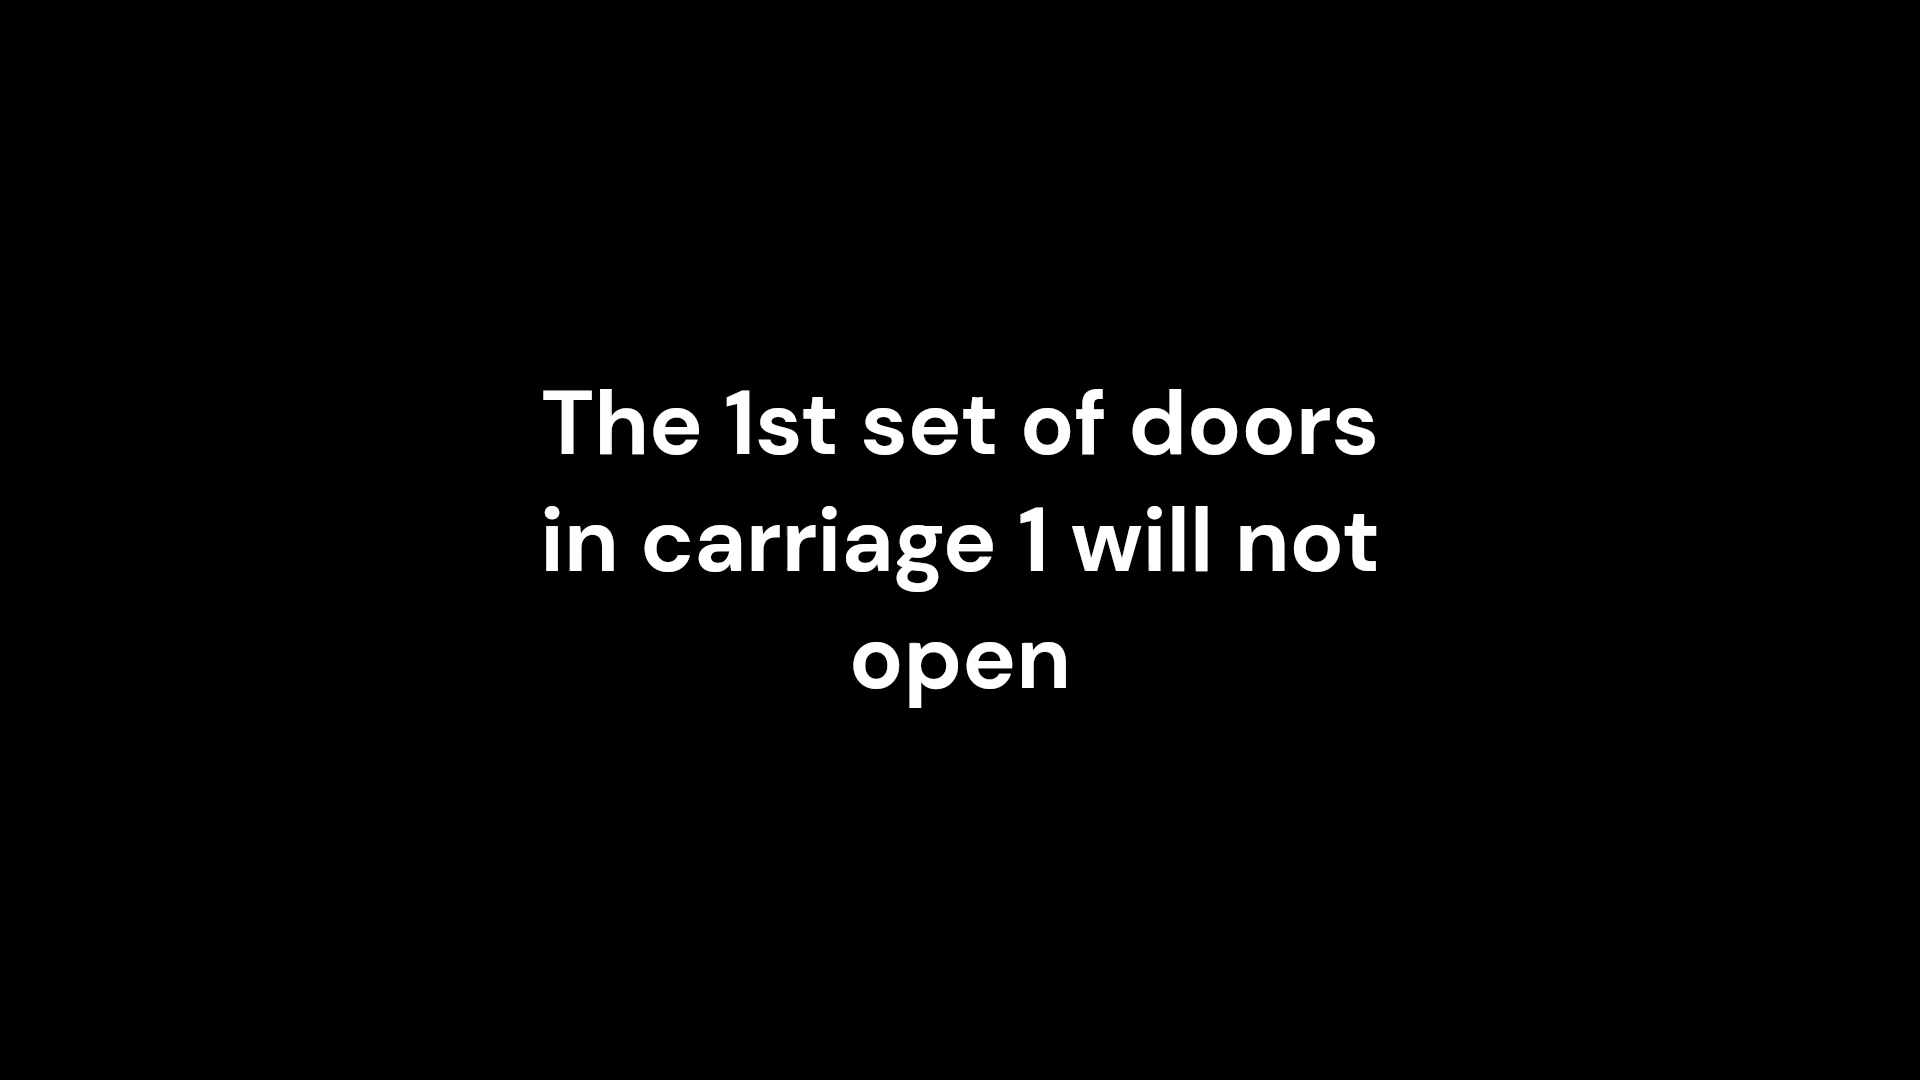 The 1st set of doors
in carriage 1 will not
open